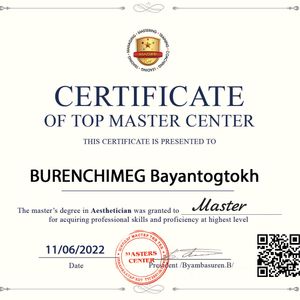 CERTIFICATE
OF TOP MASTER CENTER
THIS CERTIFICATE IS PRESENTED TO
BURENCHIMEG Bayantogtokh
The master's degree in Aesthetician was granted to Master
for acquiring professional skills and proficiency at highest level
11/06/2022
Date
MASTERS
CENTER
President /Byambasuren.B/